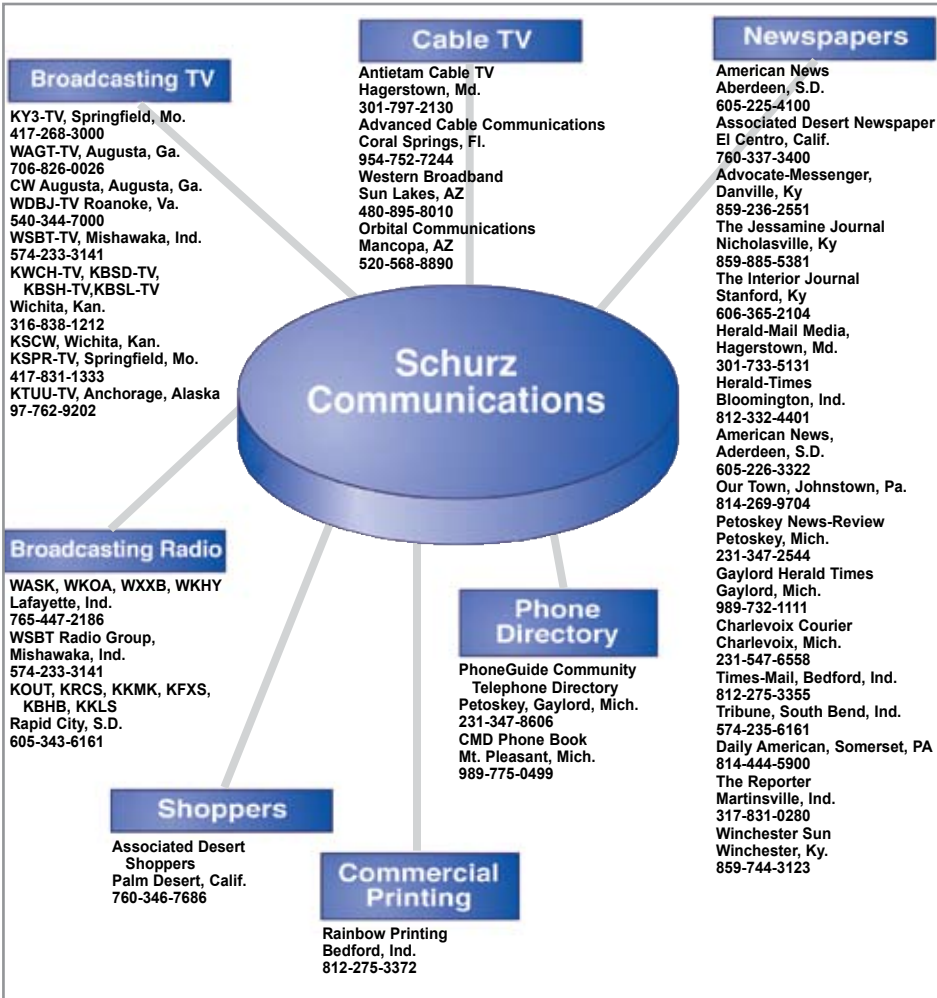 Cable TV
Antietam Cable TV
Hagerstown, Md.
301-797-2130
Advanced Cable Communications
Coral Springs, Fl.
954-752-7244
Western Broadband
Sun Lakes, AZ
480-895-8010
Orbital Communications
Mancopa, AZ
520-568-8890
Newspapers
American News
Aberdeen, S.D.
605-225-4100
Associated Desert Newspaper
El Centro, Calif.
760-337-3400
Advocate-Messenger,
Danville, Ky
859-236-2551
The Jessamine Journal
Nicholasville, Ky
859-885-5381
The Interior Journal
Stanford, Ky
606-365-2104
Herald-Mail Media,
Hagerstown, Md.
301-733-5131
Herald-Times
Bloomington, Ind.
812-332-4401
American News,
Aderdeen, S.D.
605-226-3322
Our Town, Johnstown, Pa.
814-269-9704
Petoskey News-Review
Petoskey, Mich.
231-347-2544
Gaylord Herald Times
Gaylord, Mich.
989-732-1111
Charlevoix Courier
Charlevoix, Mich.
231-547-6558
Times-Mail, Bedford, Ind.
812-275-3355
Tribune, South Bend, Ind.
574-235-6161
Daily American, Somerset, PA
814-444-5900
The Reporter
Martinsville, Ind.
317-831-0280
Winchester Sun
Winchester, Ky.
859-744-3123
Broadcasting TV
KY3-TV, Springfield, Mo.
417-268-3000
WAGT-TV, Augusta, Ga.
706-826-0026
CW Augusta, Augusta, Ga.
WDBJ-TV Roanoke, Va.
540-344-7000
WSBT-TV, Mishawaka, Ind.
574-233-3141
KWCH-TV, KBSD-TV,
KBSH-TV,KBSL-TV
Wichita, Kan.
316-838-1212
KSCW, Wichita, Kan.
KSPR-TV, Springfield, Mo.
417-831-1333
KTUU-TV, Anchorage, Alaska
97-762-9202
Schurz
Communications
Broadcasting Radio
WASK, WKOA, WXXB, WKHY
Lafayette, Ind.
765-447-2186
WSBT Radio Group,
Mishawaka, Ind.
574-233-3141
KOUT, KRCS, KKMK, KFXS,
KBHB, KKLS
Rapid City, S.D.
605-343-6161
Phone
Directory
PhoneGuide Community
Telephone Directory
Petoskey, Gaylord, Mich.
231-347-8606
CMD Phone Book
Mt. Pleasant, Mich.
989-775-0499
Shoppers
Associated Desert
Shoppers
Palm Desert, Calif.
760-346-7686
Commercial
Printing
Rainbow Printing
Bedford, Ind.
812-275-3372